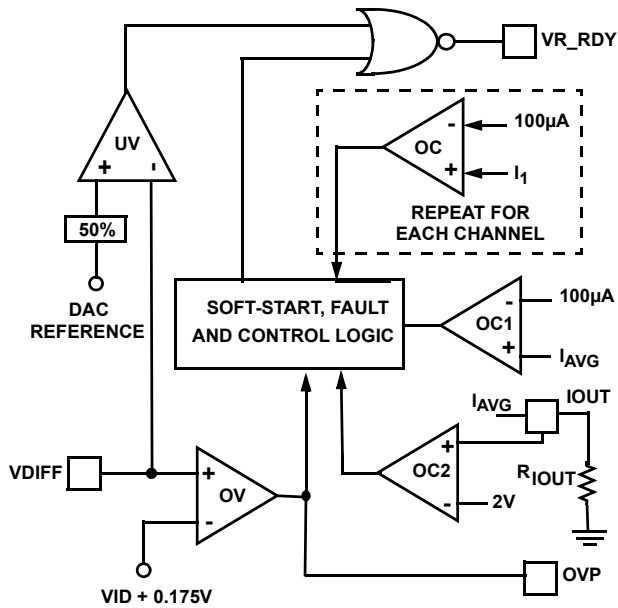 VR_RDY
UV
+ -
50%
DAC
REFERENCE
- 100µA
OC
+ I1
REPEAT FOR
EACH CHANNEL
SOFT-START, FAULT
AND CONTROL LOGIC
- 100µA
OC1
+ IAVG
IAVG IOUT
+
OC2
- 2V
RIOUT
VDIFF
+
OV
-
VID + 0.175V
OVP